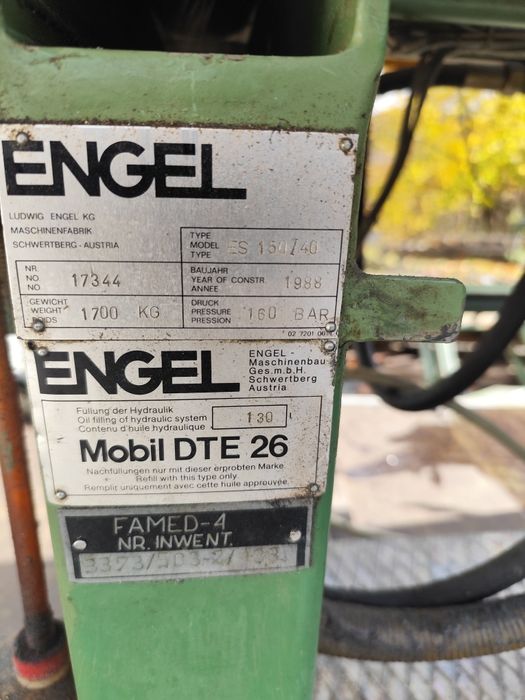 ENGEL
LUDWIG ENGEL KG
MASCHINENFABRIK
SCHWERTBERG - AUSTRIA
TYPE
MODEL
TYPE
ES 150/40
NR.
NO
NO
17344
BAUJAHR
YEAR OF CONSTR.
ANNEE
1988
GEWICHT
WEIGHT
POIDS
1700 KG
DRUCK
PRESSURE
PRESSION
160 BAR
ENGEL
ENGEL -
Maschinenbau
Ges.m.b.H.
Schwertberg
Austria
Füllung der Hydraulik
Oil filling of hydraulic system
Contenu d'huile hydraulique
130 l
Mobil DTE 26
Nachfüllungen nur mit dieser erprobten Marke
Refill with this type only
Remplir uniquement avec cette huile approuvée
FAMED-4
NR. INWENT.